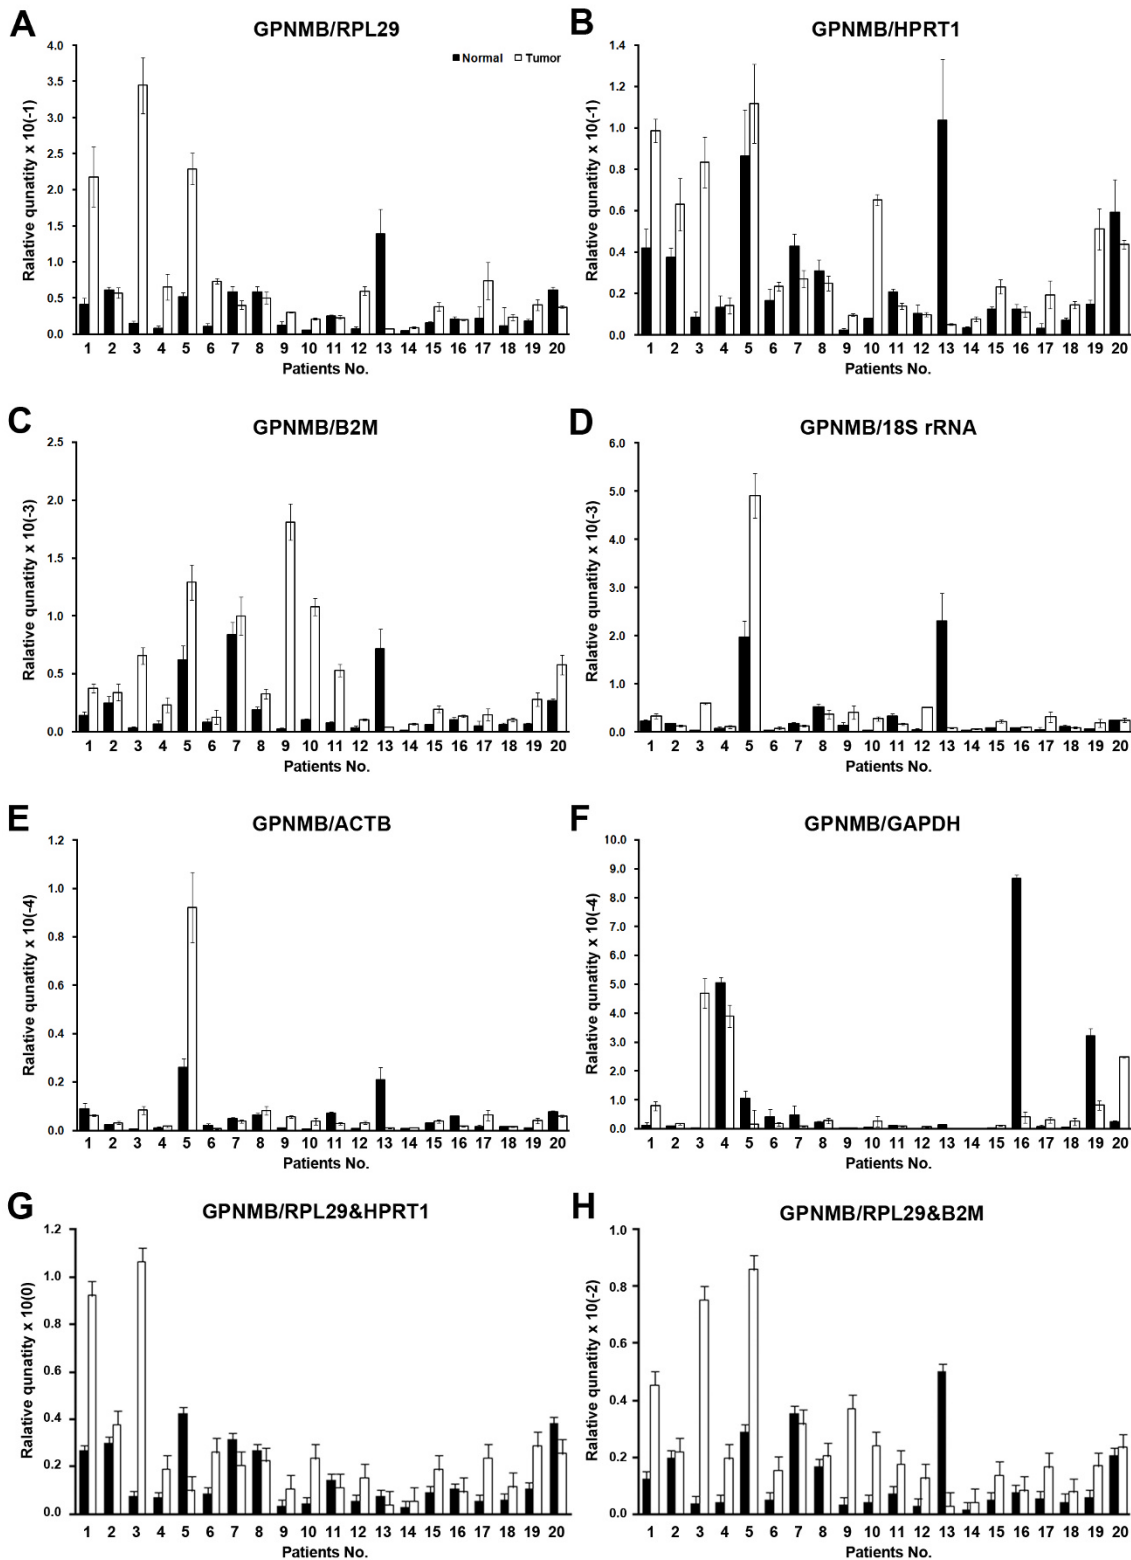 A
GPNMB/RPL29
Normal Tumor
Ralative qunatity x 10(-1)
4.0
3.5
3.0
2.5
2.0
1.5
1.0
0.5
0.0
1 2 3 4 5 6 7 8 9 10 11 12 13 14 15 16 17 18 19 20
Patients No.
B
GPNMB/HPRT1
Ralative qunatity x 10(-1)
1.4
1.2
1.0
0.8
0.6
0.4
0.2
0.0
1 2 3 4 5 6 7 8 9 10 11 12 13 14 15 16 17 18 19 20
Patients No.
C
GPNMB/B2M
Ralative qunatity x 10(-3)
2.5
2.0
1.5
1.0
0.5
0.0
1 2 3 4 5 6 7 8 9 10 11 12 13 14 15 16 17 18 19 20
Patients No.
D
GPNMB/18S rRNA
Ralative qunatity x 10(-3)
6.0
5.0
4.0
3.0
2.0
1.0
0.0
1 2 3 4 5 6 7 8 9 10 11 12 13 14 15 16 17 18 19 20
Patients No.
E
GPNMB/ACTB
Ralative qunatity x 10(-4)
1.2
1.0
0.8
0.6
0.4
0.2
0.0
1 2 3 4 5 6 7 8 9 10 11 12 13 14 15 16 17 18 19 20
Patients No.
F
GPNMB/GAPDH
Ralative qunatity x 10(-4)
10.0
9.0
8.0
7.0
6.0
5.0
4.0
3.0
2.0
1.0
0.0
1 2 3 4 5 6 7 8 9 10 11 12 13 14 15 16 17 18 19 20
Patients No.
G
GPNMB/RPL29&HPRT1
Ralative qunatity x 10(0)
1.2
1.0
0.8
0.6
0.4
0.2
0.0
1 2 3 4 5 6 7 8 9 10 11 12 13 14 15 16 17 18 19 20
Patients No.
H
GPNMB/RPL29&B2M
Ralative qunatity x 10(-2)
1.0
0.8
0.6
0.4
0.2
0.0
1 2 3 4 5 6 7 8 9 10 11 12 13 14 15 16 17 18 19 20
Patients No.